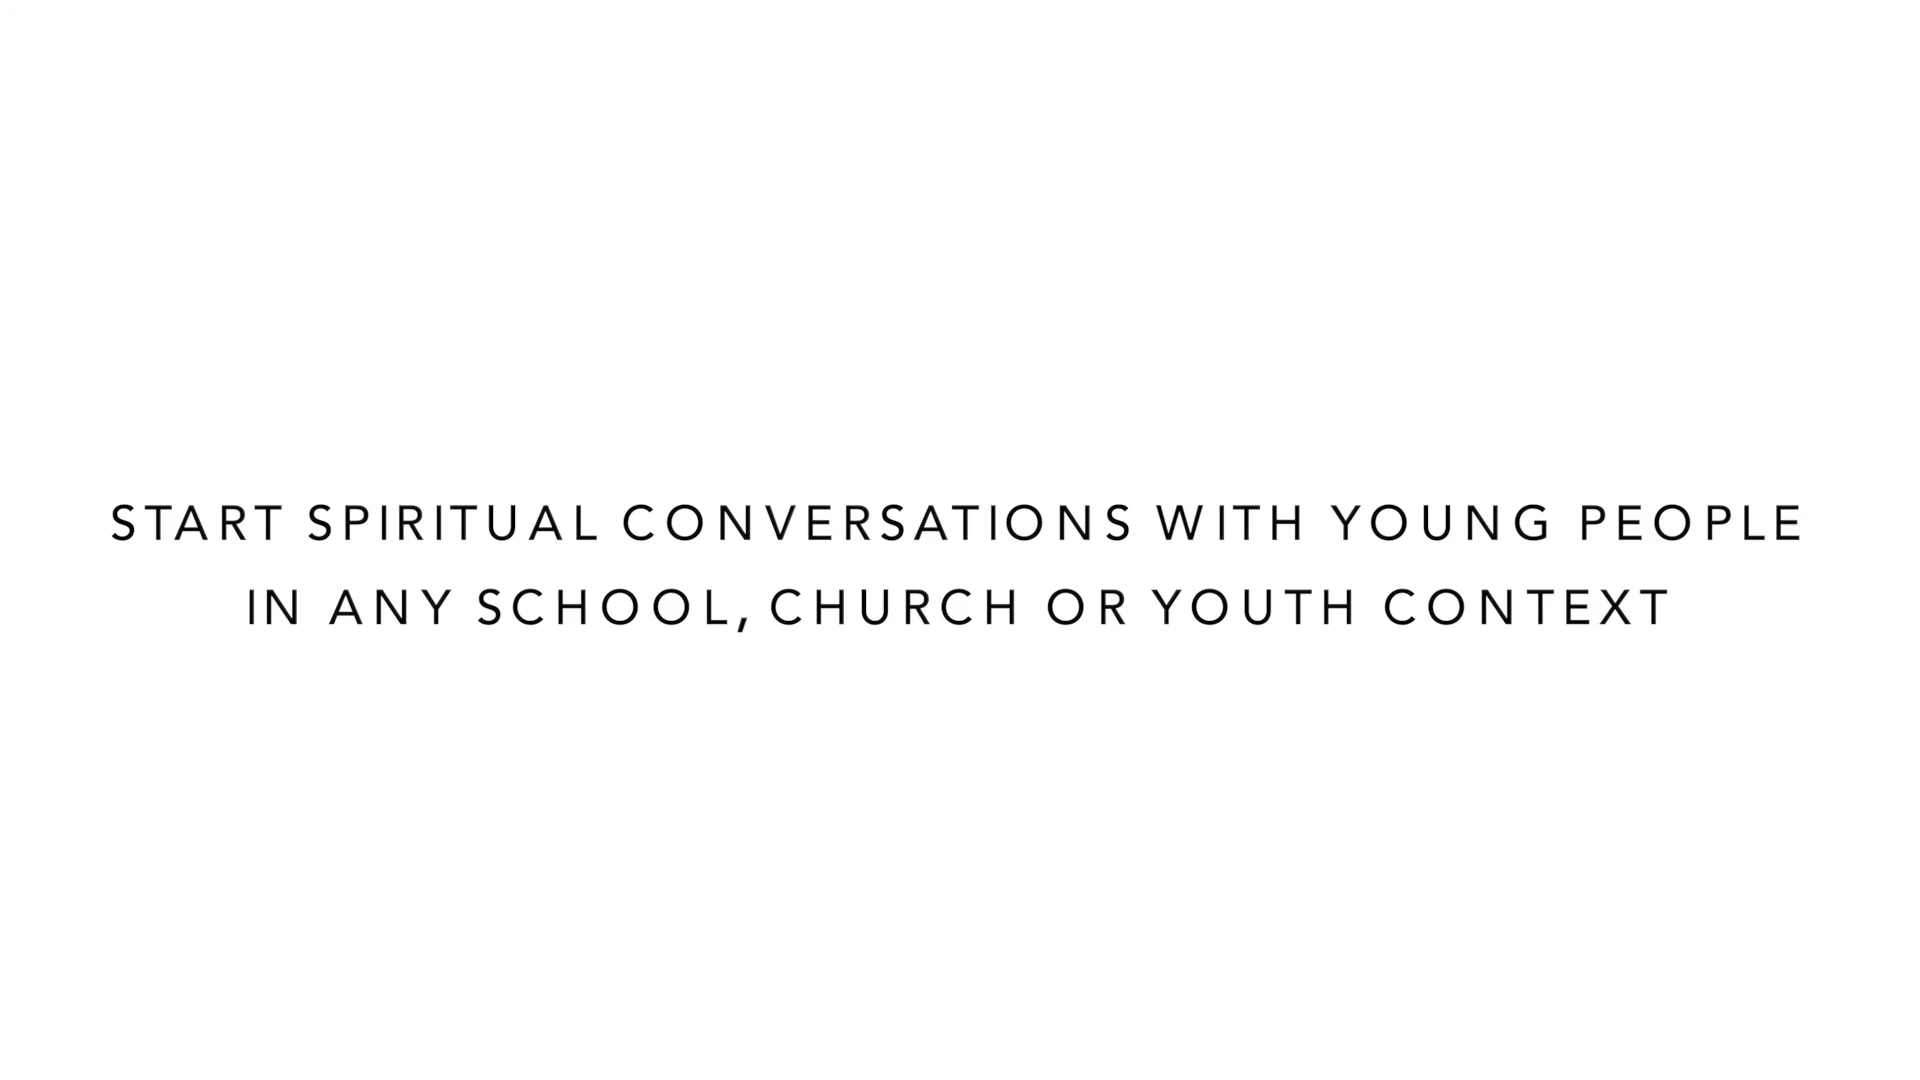 START SPIRITUAL CONVERSATIONS WITH YOUNG PEOPLE
IN ANY SCHOOL, CHURCH OR YOUTH CONTEXT